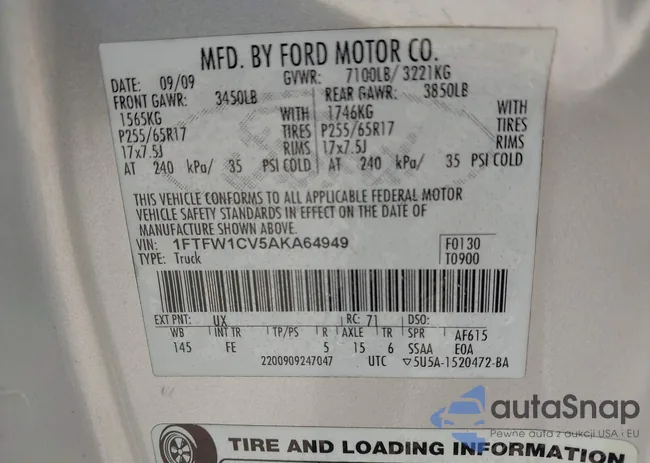 MFD. BY FORD MOTOR CO.
DATE: 09/09 GVWR: 7100LB/ 3221KG
FRONT GAWR: 3450LB REAR GAWR: 3850LB
1565KG WITH 1746KG WITH
P255/65R17 TIRES P255/65R17 TIRES
17x7.5J RIMS 17x7.5J RIMS
AT 240 kPa/ 35 PSI COLD AT 240 kPa/ 35 PSI COLD
THIS VEHICLE CONFORMS TO ALL APPLICABLE FEDERAL MOTOR
VEHICLE SAFETY STANDARDS IN EFFECT ON THE DATE OF
MANUFACTURE SHOWN ABOVE.
VIN: 1FTFW1CV5AKA64949 F0130
TYPE: Truck T0900
EXT PNT: UX RC: 71 DSO:
WB INT TR TP/PS R AXLE TR SPR AF615
145 FE 5 15 6 SSAA E0A
2200909247047 UTC ▽5U5A-1520472-BA
TIRE AND LOADING INFORMATION
autaSnap
Pewne auta z aukcji USA i EU